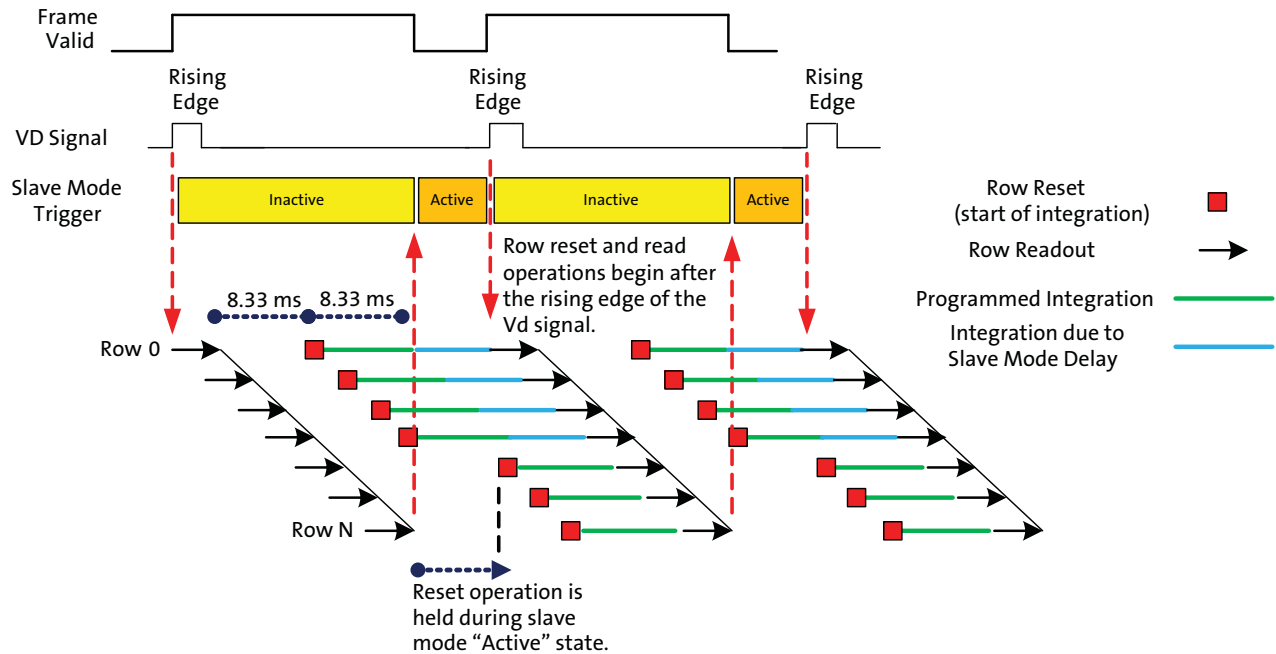 Frame
Valid
Rising
Edge
Rising
Edge
Rising
Edge
VD Signal
Slave Mode
Trigger
Inactive
Active
Inactive
Active
Row reset and read
operations begin after
the rising edge of the
Vd signal.
8.33 ms
8.33 ms
Row 0
Row N
Reset operation is
held during slave
mode “Active” state.
Row Reset
(start of integration)
Row Readout
Programmed Integration
Integration due to
Slave Mode Delay